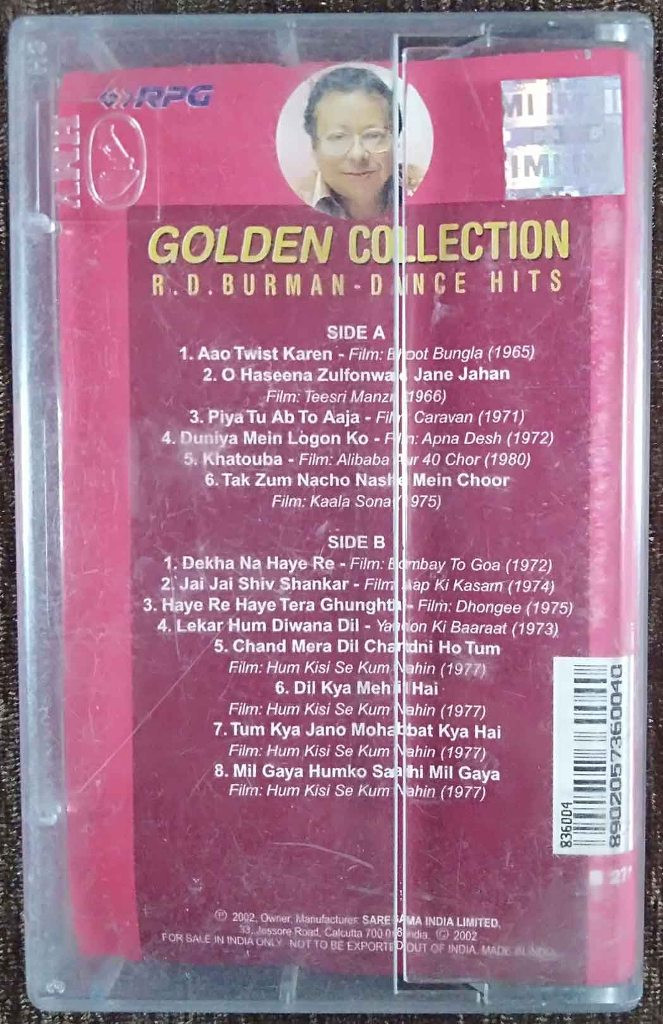 RPG
HMV
IMI
GOLDEN COLLECTION
R.D.BURMAN-DANCE HITS
SIDE A
1. Aao Twist Karen - Film: Bhoot Bungla (1965)
2. O Haseena Zulfonwale Jane Jahan
Film: Teesri Manzil (1966)
3. Piya Tu Ab To Aaja - Film: Caravan (1971)
4. Duniya Mein Logon Ko - Film: Apna Desh (1972)
5. Khatouba - Film: Alibaba Aur 40 Chor (1980)
6. Tak Zum Nacho Nashe Mein Choor
Film: Kaala Sona (1975)
SIDE B
1. Dekha Na Haye Re - Film: Bombay To Goa (1972)
2. Jai Jai Shiv Shankar - Film: Aap Ki Kasam (1974)
3. Haye Re Haye Tera Ghunghta - Film: Dhongee (1975)
4. Lekar Hum Diwana Dil - Yaadon Ki Baaraat (1973)
5. Chand Mera Dil Chandni Ho Tum
Film: Hum Kisi Se Kum Nahin (1977)
6. Dil Kya Mehfil Hai
Film: Hum Kisi Se Kum Nahin (1977)
7. Tum Kya Jano Mohabbat Kya Hai
Film: Hum Kisi Se Kum Nahin (1977)
8. Mil Gaya Humko Saathi Mil Gaya
Film: Hum Kisi Se Kum Nahin (1977)
836004
8902057360040
℗ 2002, Owner, Manufacturer: SAREGAMA INDIA LIMITED,
33, Jessore Road, Calcutta 700 028 India. © 2002
FOR SALE IN INDIA ONLY. NOT TO BE EXPORTED OUT OF INDIA. MADE IN INDIA